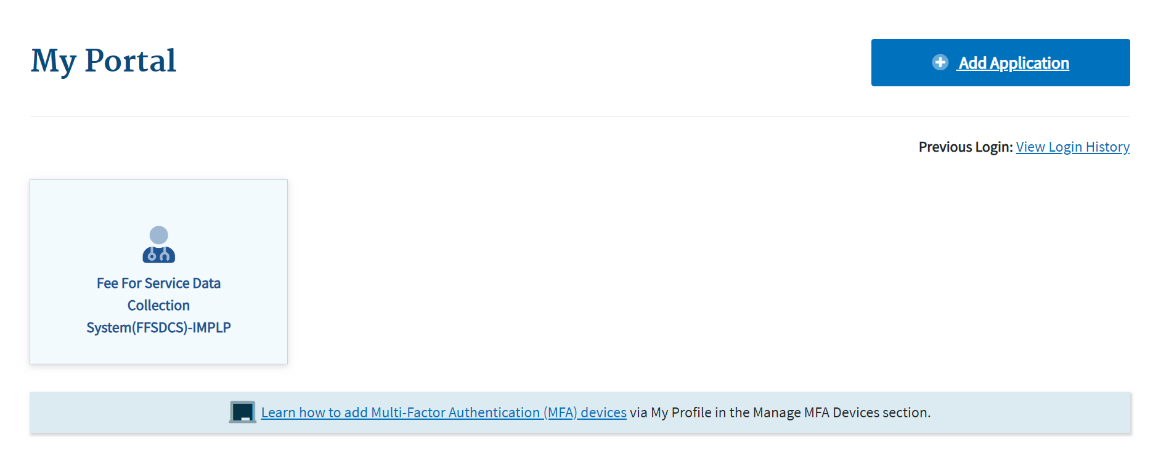 My Portal
Add Application
Previous Login: View Login History
Fee For Service Data
Collection
System(FFSDCS)-IMPLP
Learn how to add Multi-Factor Authentication (MFA) devices via My Profile in the Manage MFA Devices section.